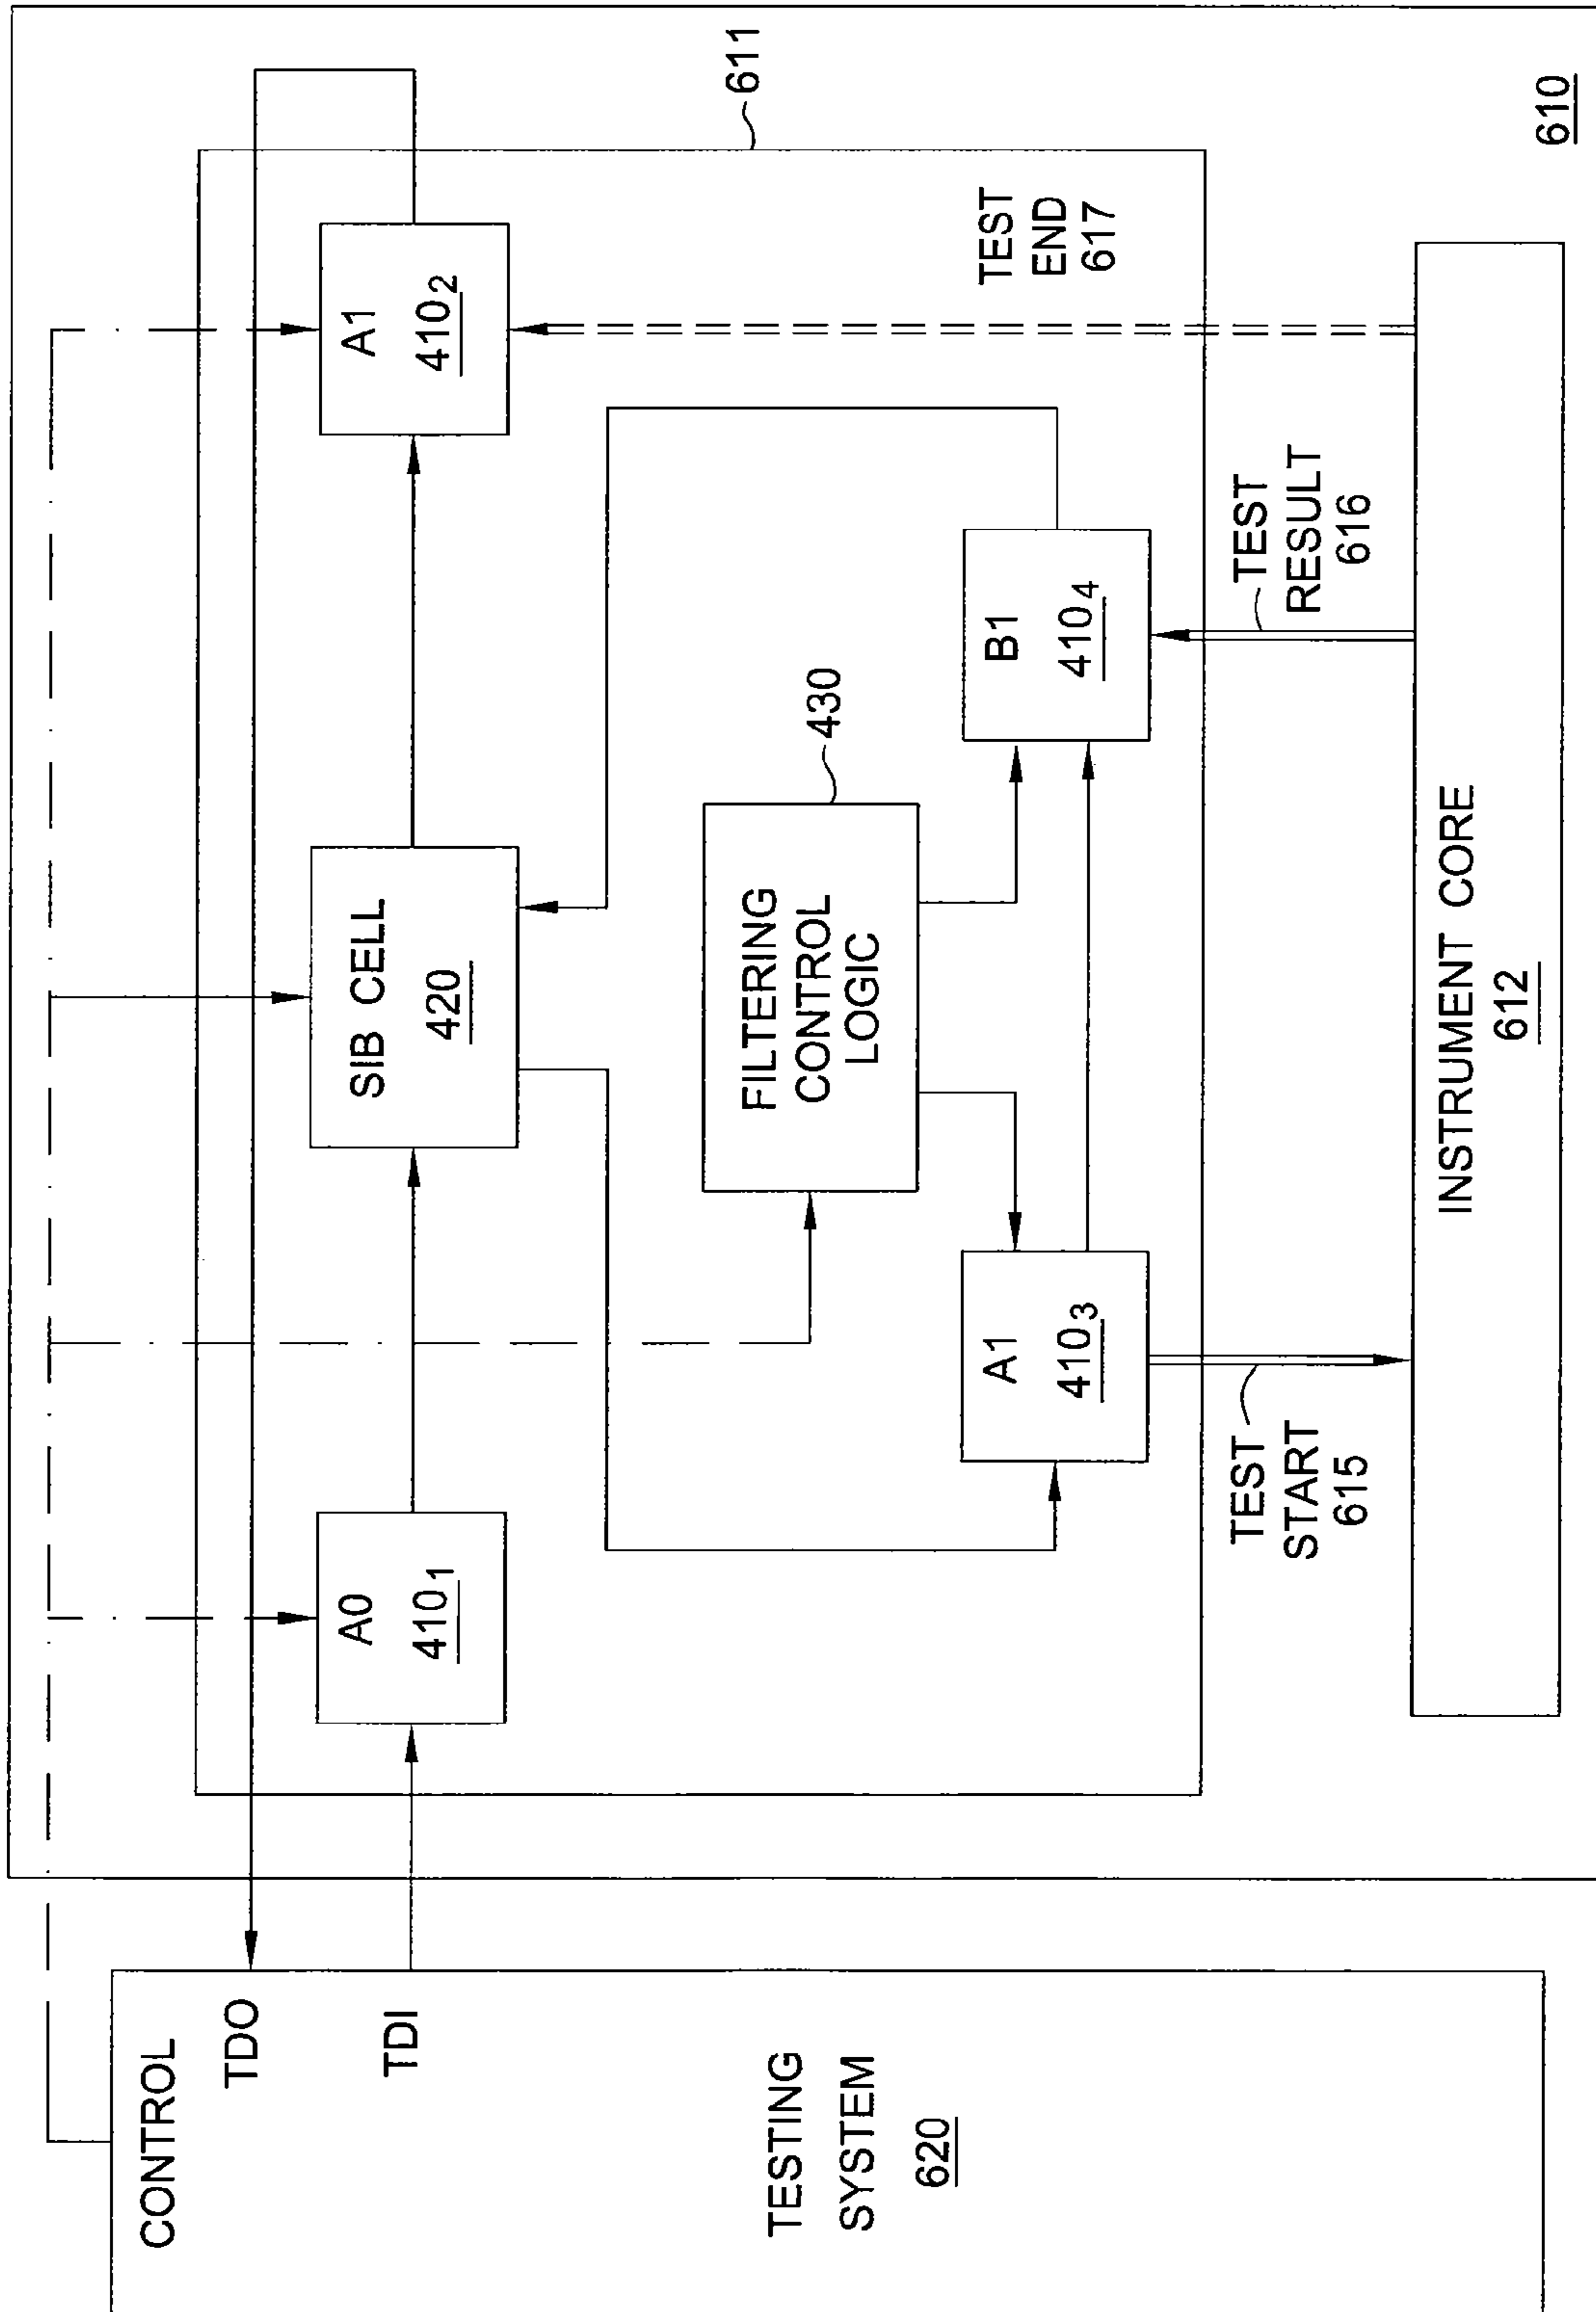 CONTROL
TDO
TDI
TESTING
SYSTEM
620
A0
410₁
SIB CELL
420
A1
410₂
611
FILTERING
CONTROL
LOGIC
430
A1
410₃
B1
410₄
TEST
START
615
TEST
RESULT
616
TEST
END
617
INSTRUMENT CORE
612
610